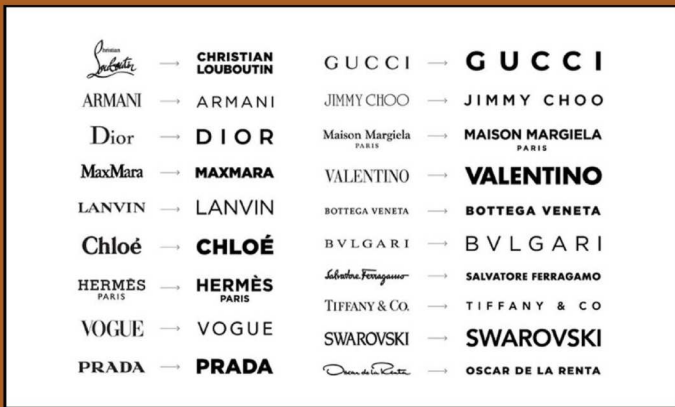 Christian Louboutin → CHRISTIAN LOUBOUTIN
ARMANI → ARMANI
Dior → DIOR
MaxMara → MAXMARA
LANVIN → LANVIN
Chloé → CHLOÉ
HERMÈS PARIS → HERMÈS PARIS
VOGUE → VOGUE
PRADA → PRADA
GUCCI → GUCCI
JIMMY CHOO → JIMMY CHOO
Maison Margiela PARIS → MAISON MARGIELA PARIS
VALENTINO → VALENTINO
BOTTEGA VENETA → BOTTEGA VENETA
BVLGARI → BVLGARI
Salvatore Ferragamo → SALVATORE FERRAGAMO
TIFFANY & CO. → TIFFANY & CO
SWAROVSKI → SWAROVSKI
Oscar de la Renta → OSCAR DE LA RENTA